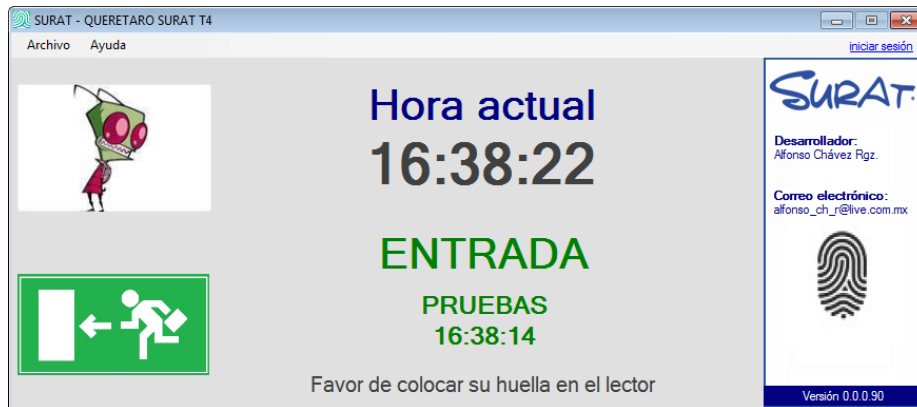 SURAT - QUERETARO SURAT T4
Archivo Ayuda
iniciar sesión
Hora actual
16:38:22
ENTRADA
PRUEBAS
16:38:14
Favor de colocar su huella en el lector
SURAT.
Desarrollador:
Alfonso Chávez Rgz.
Correo electrónico:
alfonso_ch_r@live.com.mx
Versión 0.0.0.90